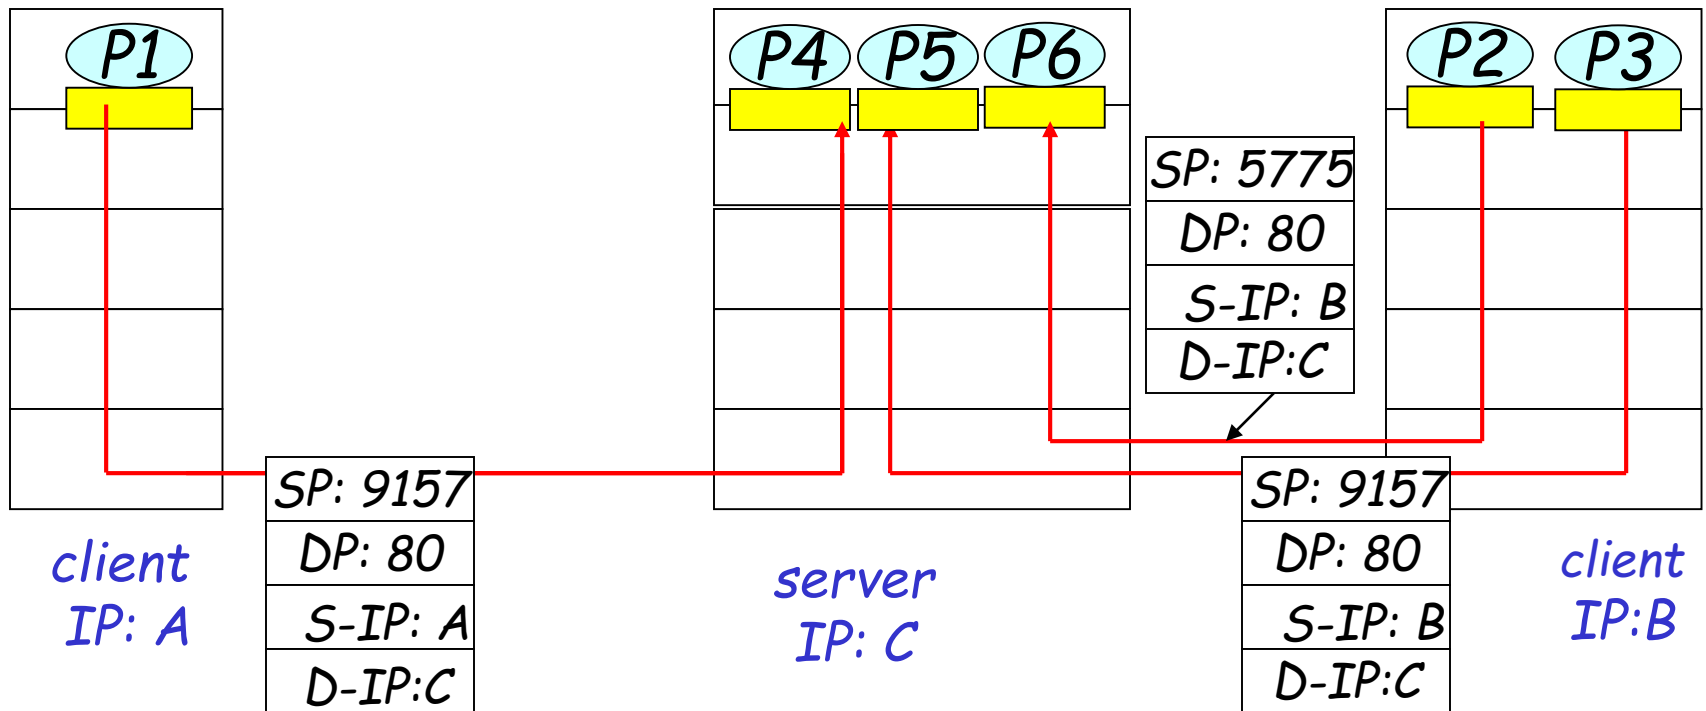 P1
P4 P5 P6
P2 P3
SP: 5775
DP: 80
S-IP: B
D-IP:C
SP: 9157
DP: 80
S-IP: A
D-IP:C
SP: 9157
DP: 80
S-IP: B
D-IP:C
client
IP: A
server
IP: C
client
IP:B